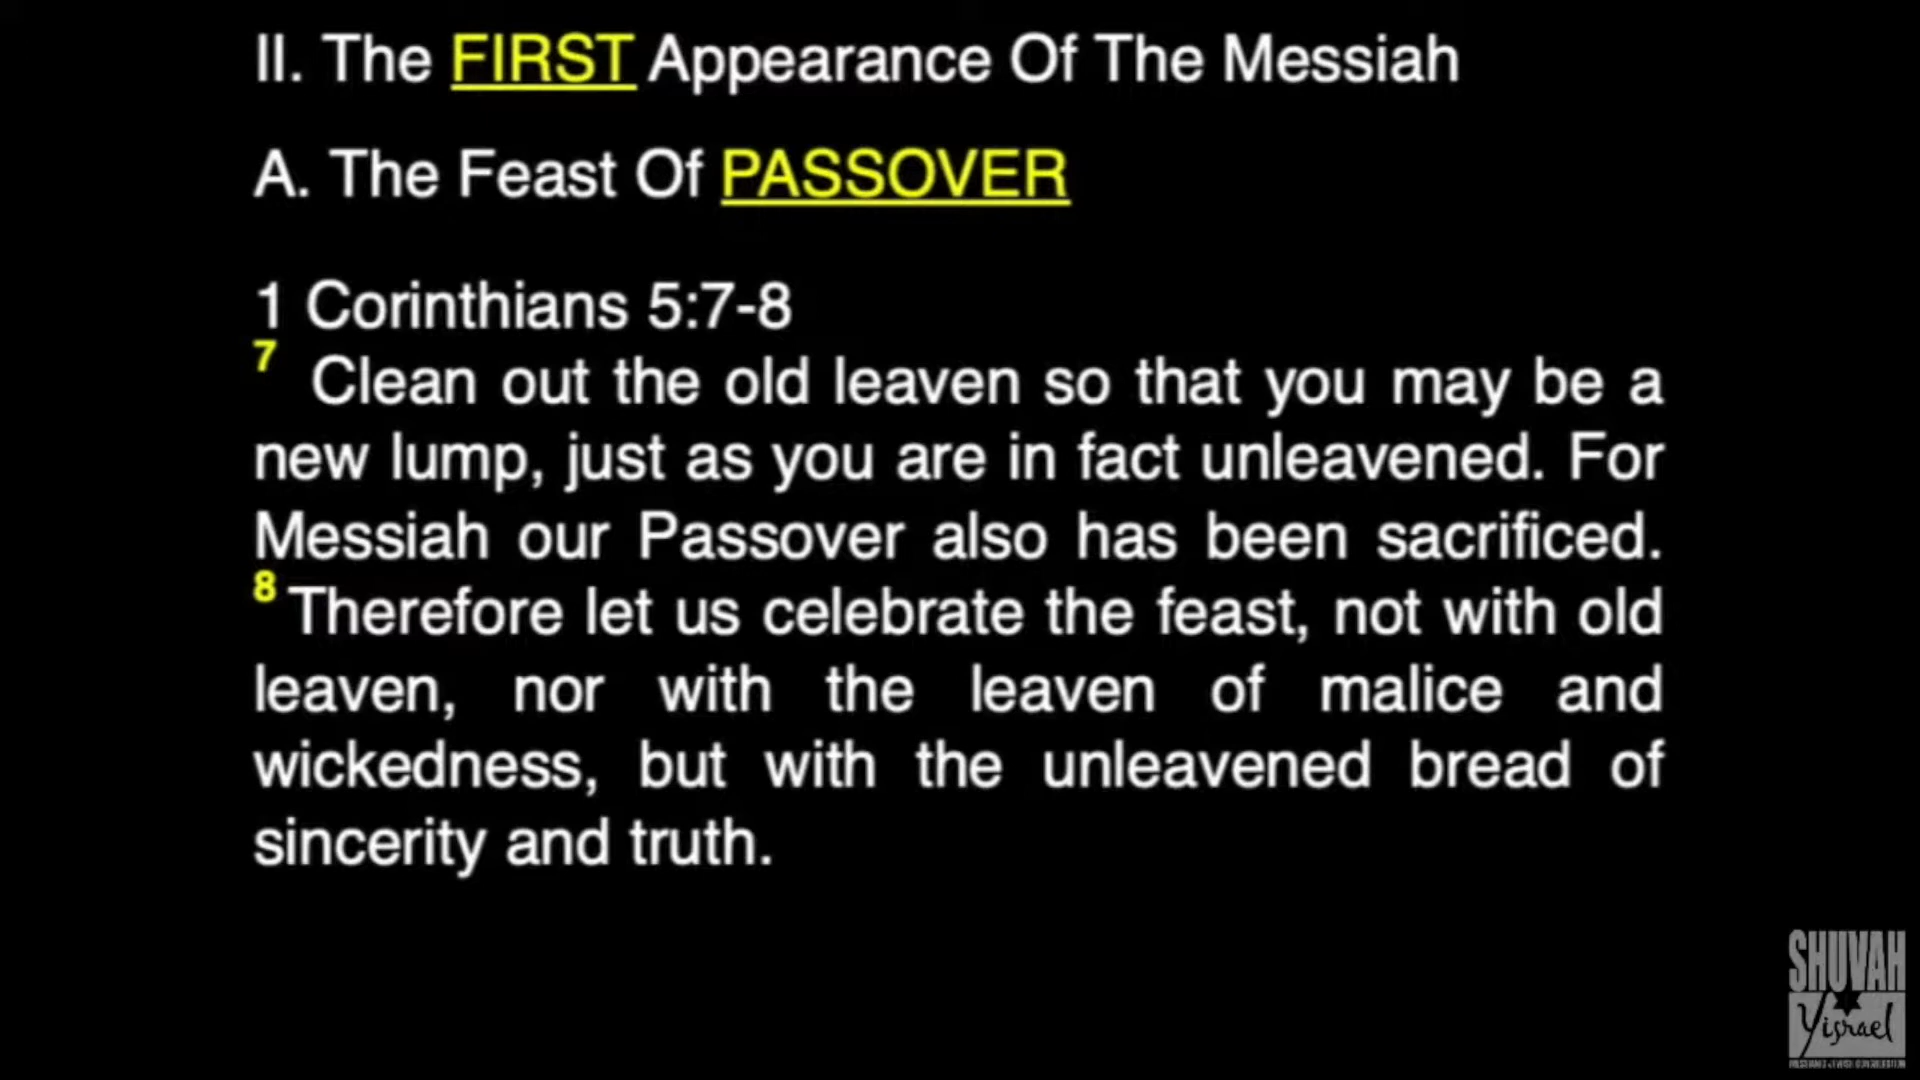 II. The FIRST Appearance Of The Messiah
A. The Feast Of PASSOVER
1 Corinthians 5:7-8
7 Clean out the old leaven so that you may be a
new lump, just as you are in fact unleavened. For
Messiah our Passover also has been sacrificed.
8 Therefore let us celebrate the feast, not with old
leaven, nor with the leaven of malice and
wickedness, but with the unleavened bread of
sincerity and truth.
SHUVAH
Yisrael